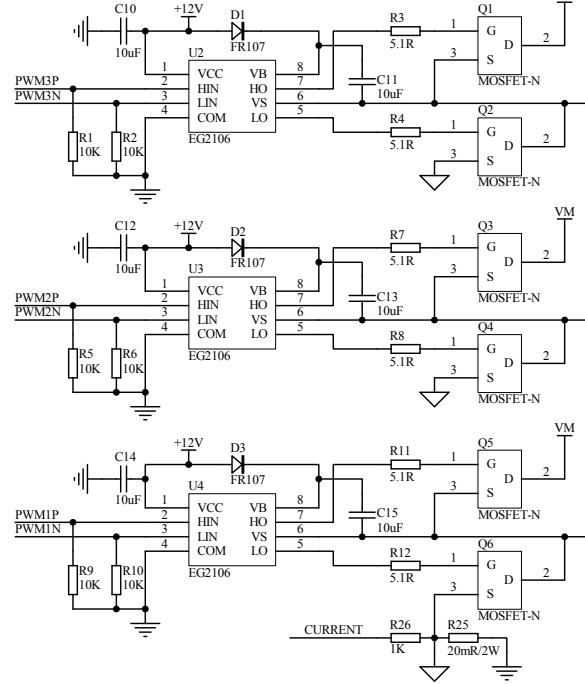 C10
+12V
D1
R3
Q1
10uF
FR107
5.1R
1
G
D
2
3
S
MOSFET-N
U2
PWM3P
PWM3N
1
VCC
VB
8
2
HIN
HO
7
3
LIN
VS
6
4
COM
LO
5
EG2106
C11
10uF
R1
10K
R2
10K
R4
5.1R
Q2
1
G
D
2
3
S
MOSFET-N
C12
+12V
D2
R7
Q3
VM
10uF
FR107
5.1R
1
G
D
2
3
S
MOSFET-N
U3
PWM2P
PWM2N
1
VCC
VB
8
2
HIN
HO
7
3
LIN
VS
6
4
COM
LO
5
EG2106
C13
10uF
R5
10K
R6
10K
R8
5.1R
Q4
1
G
D
2
3
S
MOSFET-N
C14
+12V
D3
R11
Q5
VM
10uF
FR107
5.1R
1
G
D
2
3
S
MOSFET-N
U4
PWM1P
PWM1N
1
VCC
VB
8
2
HIN
HO
7
3
LIN
VS
6
4
COM
LO
5
EG2106
C15
10uF
R9
10K
R10
10K
R12
5.1R
Q6
1
G
D
2
3
S
MOSFET-N
CURRENT
R26
1K
R25
20mR/2W